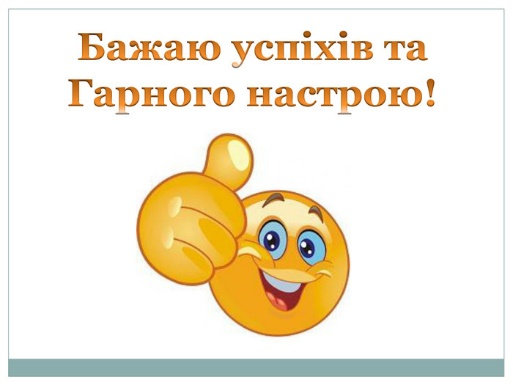 Бажаю успіхів та
Гарного настрою!